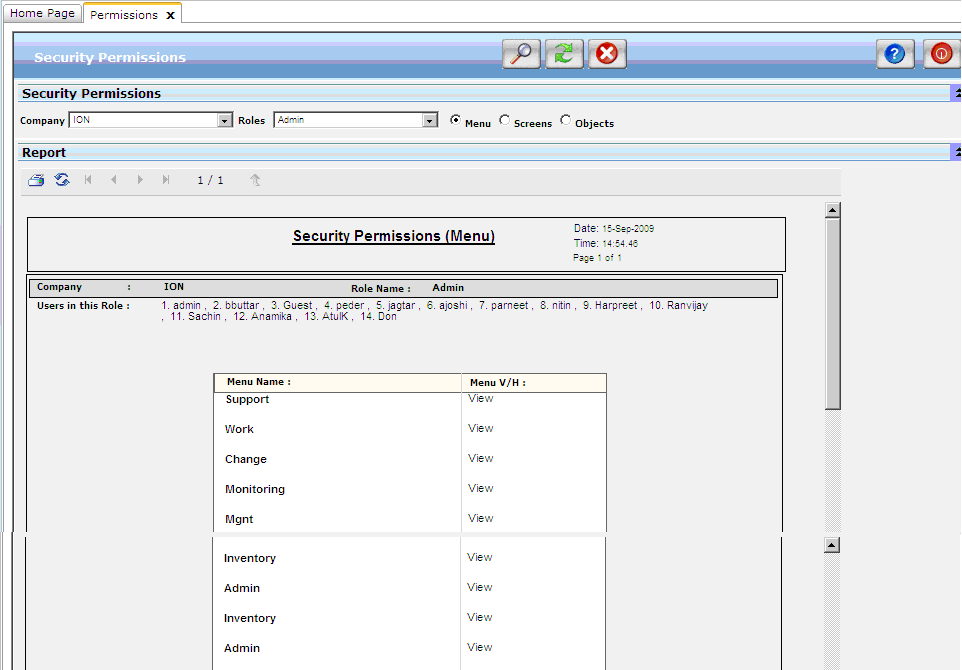 Home Page Permissions x
Security Permissions
Security Permissions
Company ION Roles Admin Menu Screens Objects
Report
1 / 1
Security Permissions (Menu)
Date: 15-Sep-2009
Time: 14:54.46
Page 1 of 1
Company : ION Role Name : Admin
Users in this Role : 1. admin , 2. bbuttar , 3. Guest , 4. peder , 5. jagtar , 6. ajoshi , 7. parneet , 8. nitin , 9. Harpreet , 10. Ranvijay
, 11. Sachin , 12. Anamika , 13. AtulK , 14. Don
Menu Name : Menu V/H :
Support View
Work View
Change View
Monitoring View
Mgnt View
Inventory View
Admin View
Inventory View
Admin View